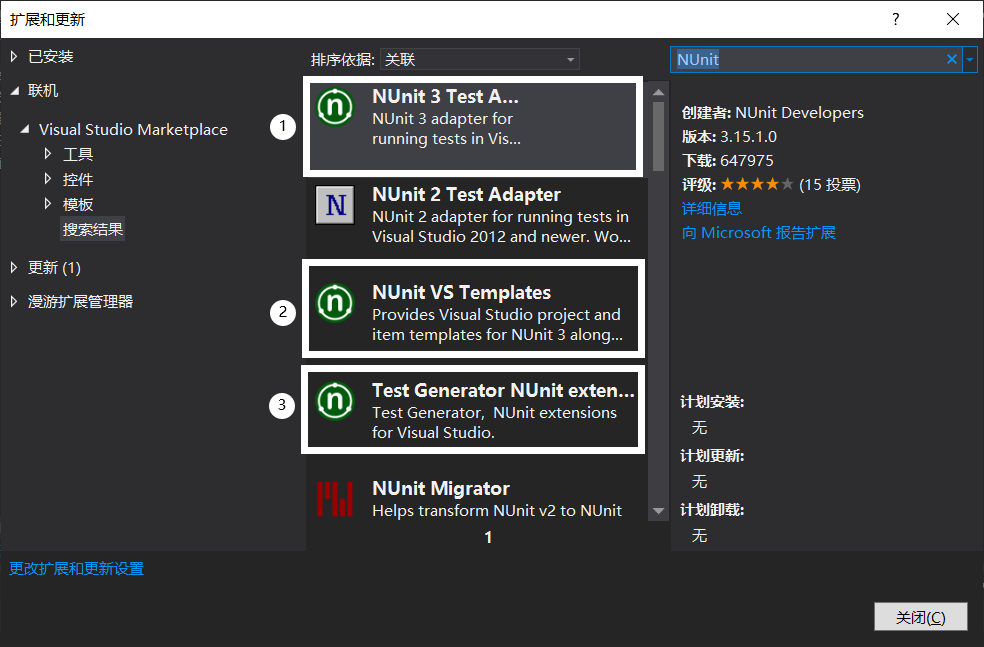 扩展和更新
?
已安装
联机
Visual Studio Marketplace
工具
控件
模板
搜索结果
更新 (1)
漫游扩展管理器
排序依据: 关联
1
NUnit 3 Test A...
NUnit 3 adapter for
running tests in Vis...
N
NUnit 2 Test Adapter
NUnit 2 adapter for running tests in
Visual Studio 2012 and newer. Wo...
2
NUnit VS Templates
Provides Visual Studio project and
item templates for NUnit 3 along...
3
Test Generator NUnit exten...
Test Generator,  NUnit extensions
for Visual Studio.
NUnit Migrator
Helps transform NUnit v2 to NUnit
1
NUnit
创建者: NUnit Developers
版本: 3.15.1.0
下载: 647975
评级: ★★★★★ (15 投票)
详细信息
向 Microsoft 报告扩展
计划安装:
无
计划更新:
无
计划卸载:
无
更改扩展和更新设置
关闭(C)